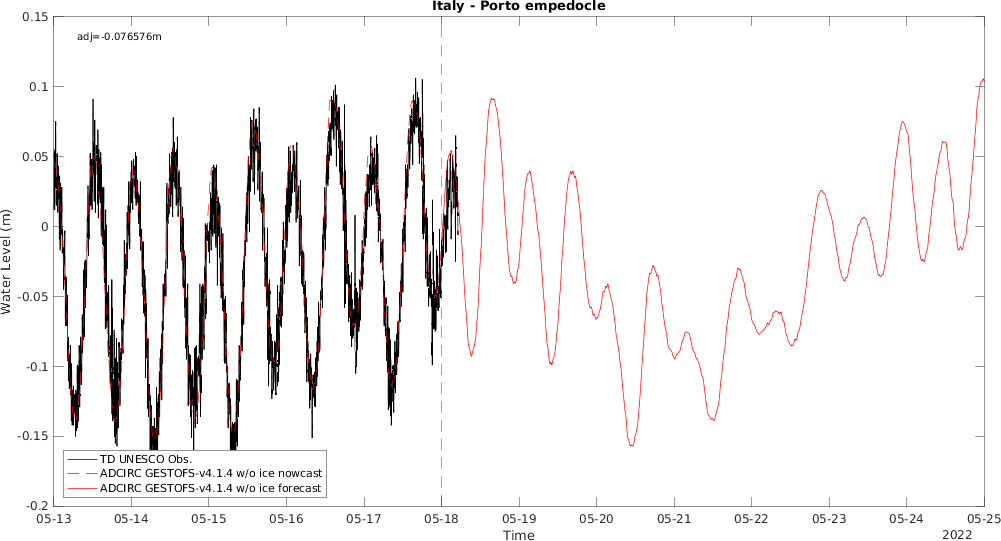 Italy - Porto empedocle
adj=-0.076576m
0.15
0.1
0.05
0
-0.05
-0.1
-0.15
-0.2
Water Level (m)
TD UNESCO Obs.
ADCIRC GESTOFS-v4.1.4 w/o ice nowcast
ADCIRC GESTOFS-v4.1.4 w/o ice forecast
05-13 05-14 05-15 05-16 05-17 05-18 05-19 05-20 05-21 05-22 05-23 05-24 05-25
Time
2022